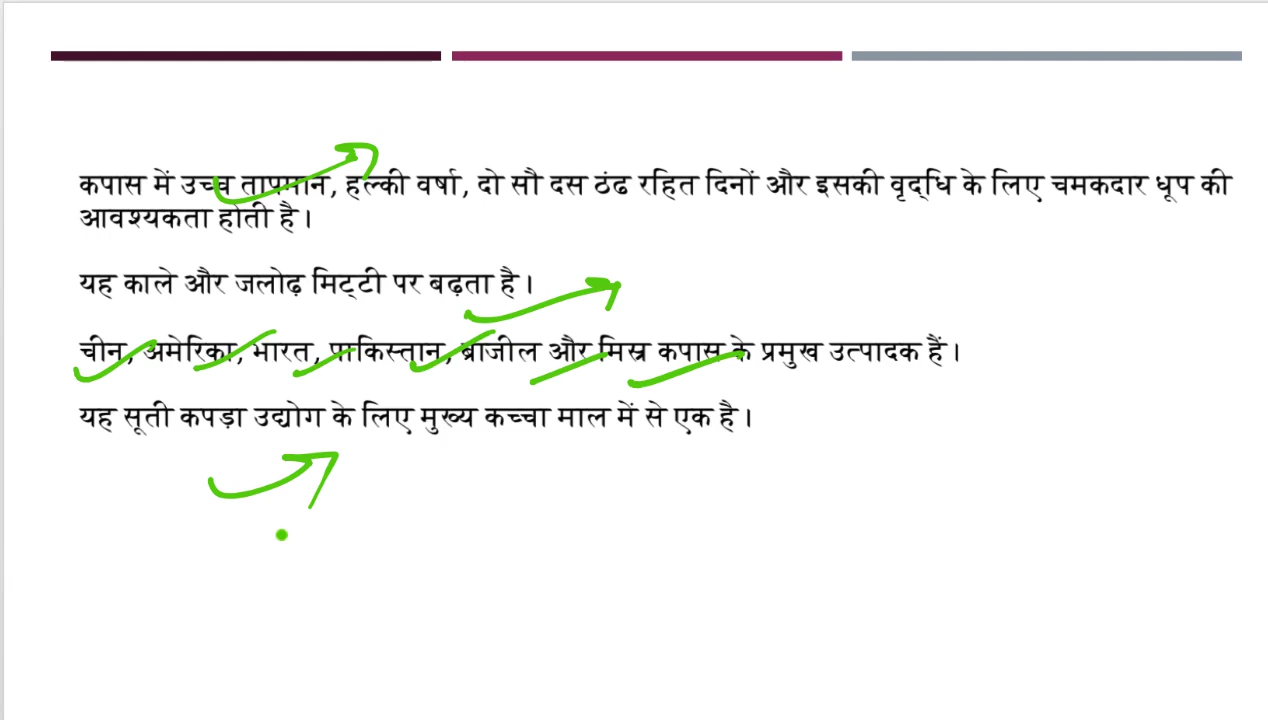 कपास में उच्च तापमान, हल्की वर्षा, दो सौ दस ठंढ रहित दिनों और इसकी वृद्धि के लिए चमकदार धूप की
आवश्यकता होती है।
यह काले और जलोढ़ मिट्टी पर बढ़ता है।
चीन, अमेरिका, भारत, पाकिस्तान, ब्राजील और मिस्र कपास के प्रमुख उत्पादक हैं।
यह सूती कपड़ा उद्योग के लिए मुख्य कच्चा माल में से एक है।